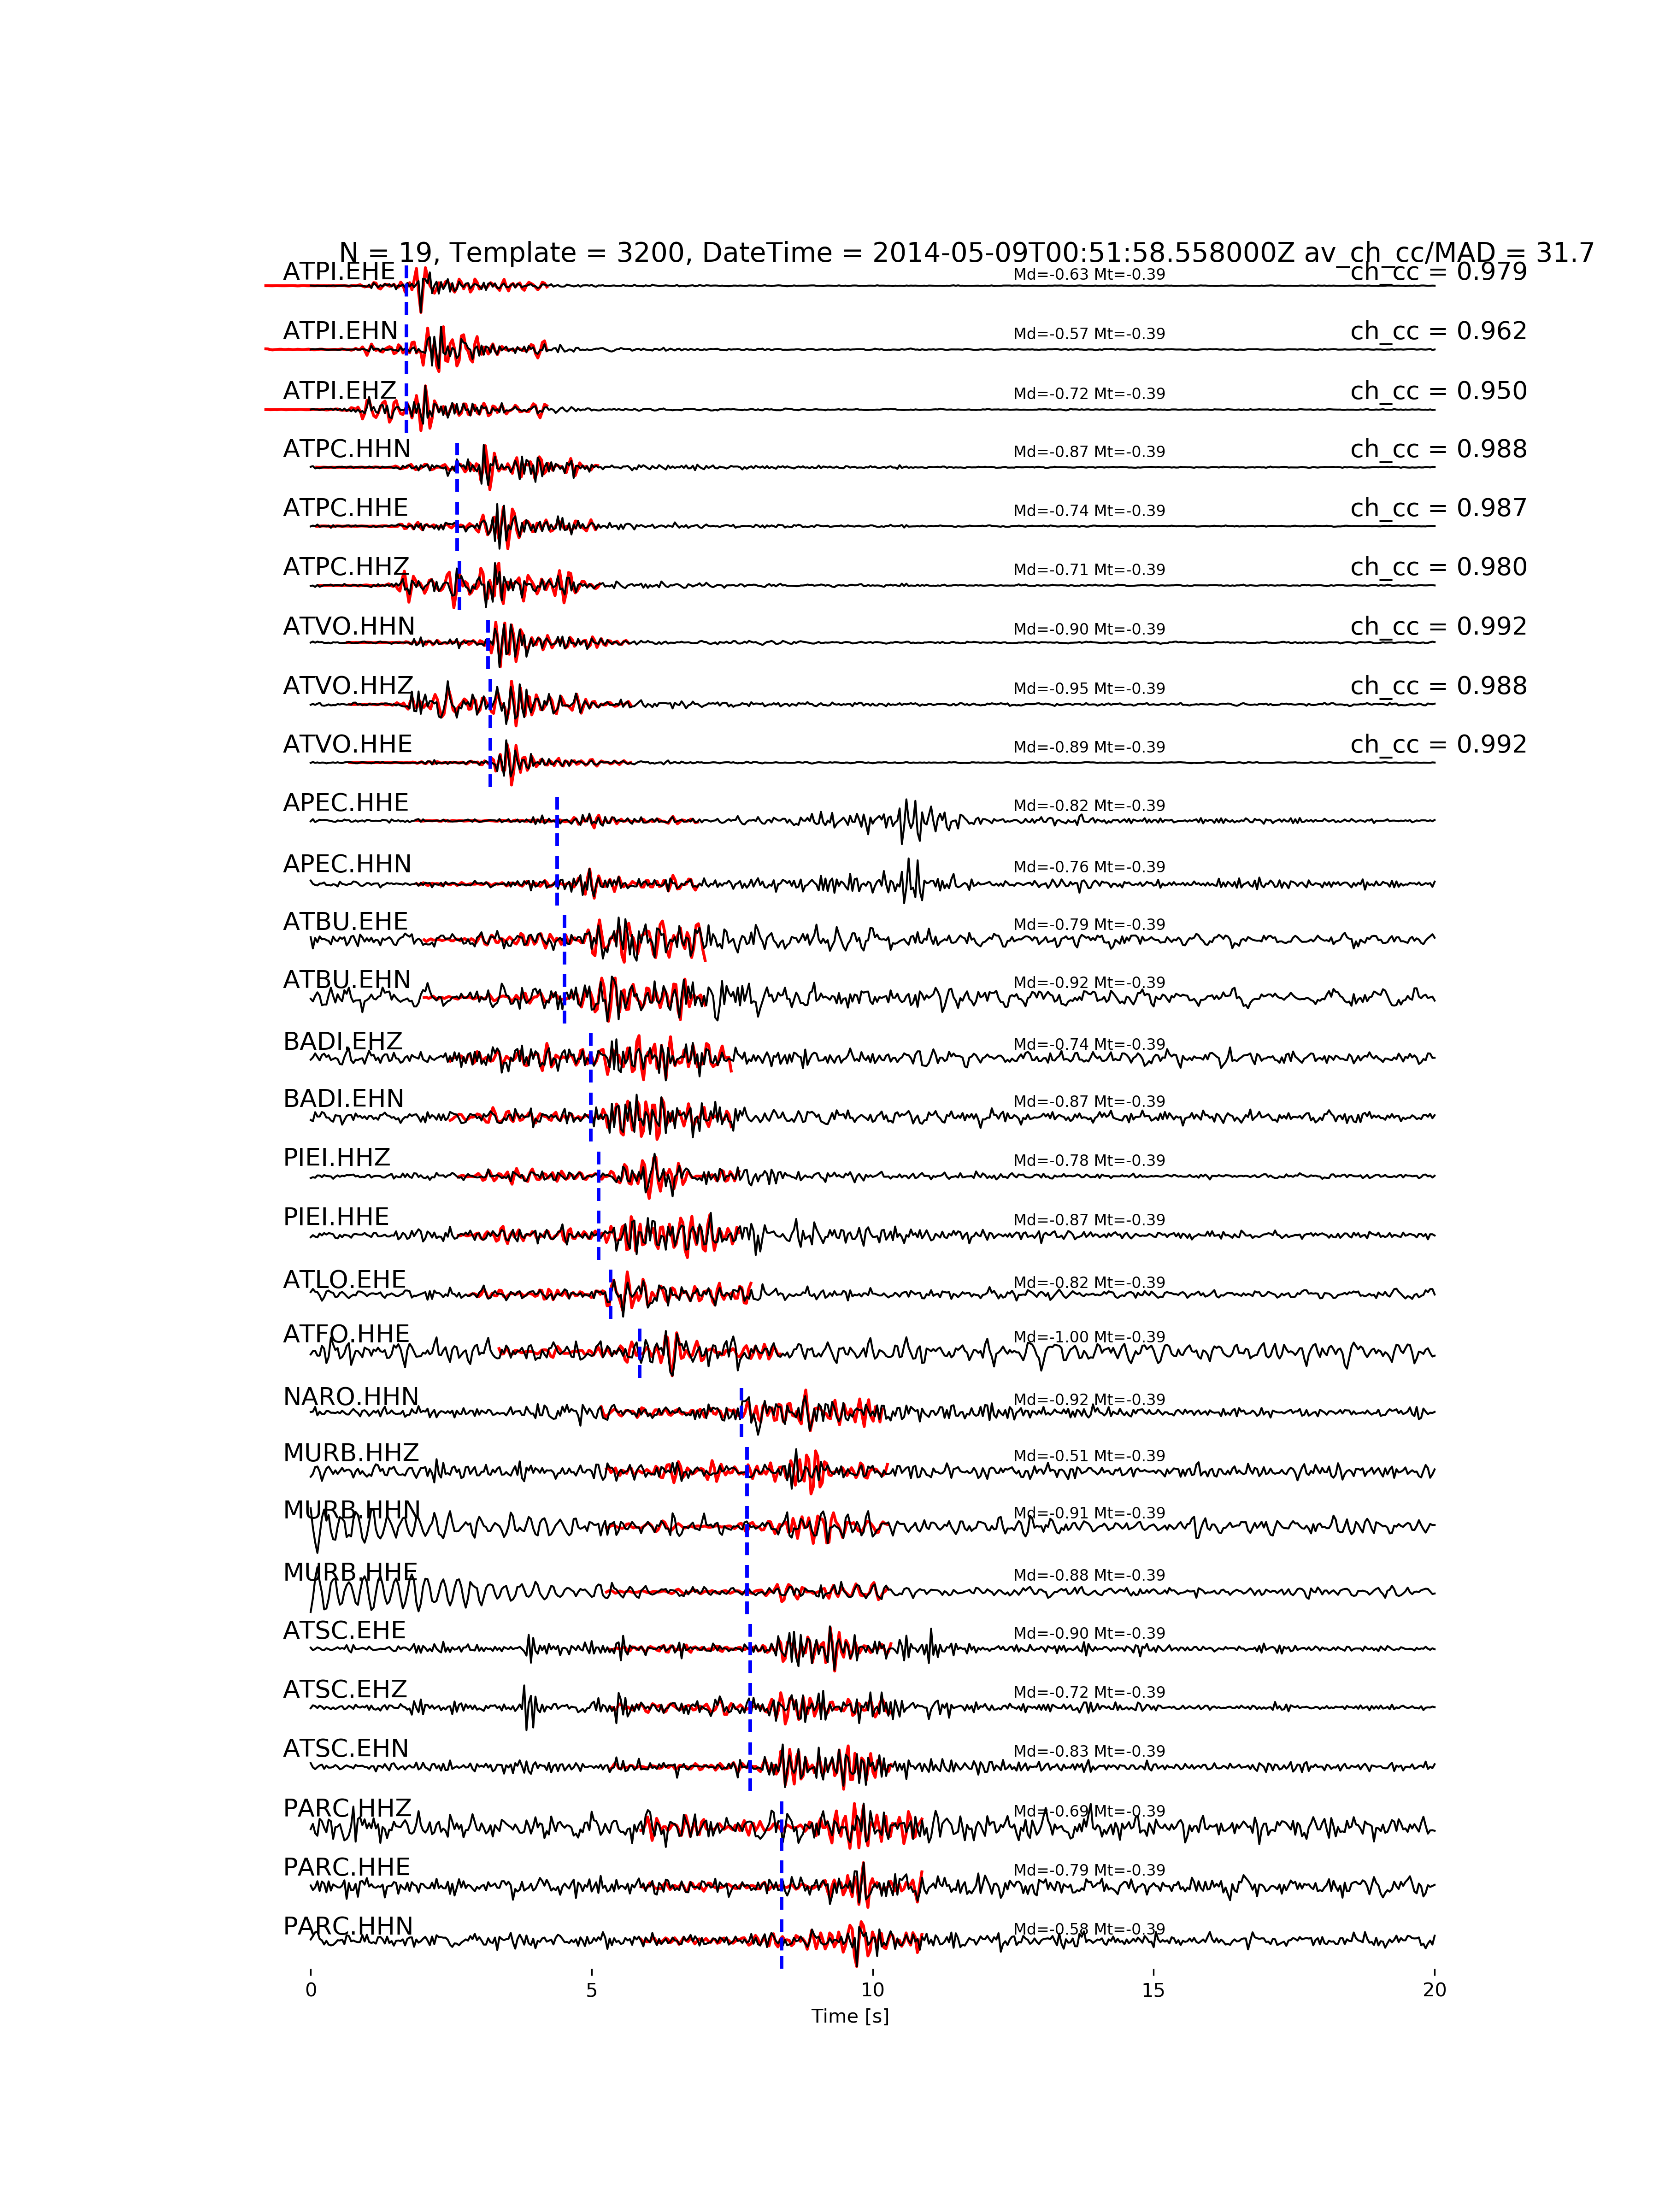 N = 19, Template = 3200, DateTime = 2014-05-09T00:51:58.558000Z av_ch_cc/MAD = 31.7
ATPI.EHE Md=-0.63 Mt=-0.39 ch_cc = 0.979
ATPI.EHN Md=-0.57 Mt=-0.39 ch_cc = 0.962
ATPI.EHZ Md=-0.72 Mt=-0.39 ch_cc = 0.950
ATPC.HHN Md=-0.87 Mt=-0.39 ch_cc = 0.988
ATPC.HHE Md=-0.74 Mt=-0.39 ch_cc = 0.987
ATPC.HHZ Md=-0.71 Mt=-0.39 ch_cc = 0.980
ATVO.HHN Md=-0.90 Mt=-0.39 ch_cc = 0.992
ATVO.HHZ Md=-0.95 Mt=-0.39 ch_cc = 0.988
ATVO.HHE Md=-0.89 Mt=-0.39 ch_cc = 0.992
APEC.HHE Md=-0.82 Mt=-0.39
APEC.HHN Md=-0.76 Mt=-0.39
ATBU.EHE Md=-0.79 Mt=-0.39
ATBU.EHN Md=-0.92 Mt=-0.39
BADI.EHZ Md=-0.74 Mt=-0.39
BADI.EHN Md=-0.87 Mt=-0.39
PIEI.HHZ Md=-0.78 Mt=-0.39
PIEI.HHE Md=-0.87 Mt=-0.39
ATLO.EHE Md=-0.82 Mt=-0.39
ATFO.HHE Md=-1.00 Mt=-0.39
NARO.HHN Md=-0.92 Mt=-0.39
MURB.HHZ Md=-0.51 Mt=-0.39
MURB.HHN Md=-0.91 Mt=-0.39
MURB.HHE Md=-0.88 Mt=-0.39
ATSC.EHE Md=-0.90 Mt=-0.39
ATSC.EHZ Md=-0.72 Mt=-0.39
ATSC.EHN Md=-0.83 Mt=-0.39
PARC.HHZ Md=-0.69 Mt=-0.39
PARC.HHE Md=-0.79 Mt=-0.39
PARC.HHN Md=-0.58 Mt=-0.39
0 5 10 15 20
Time [s]